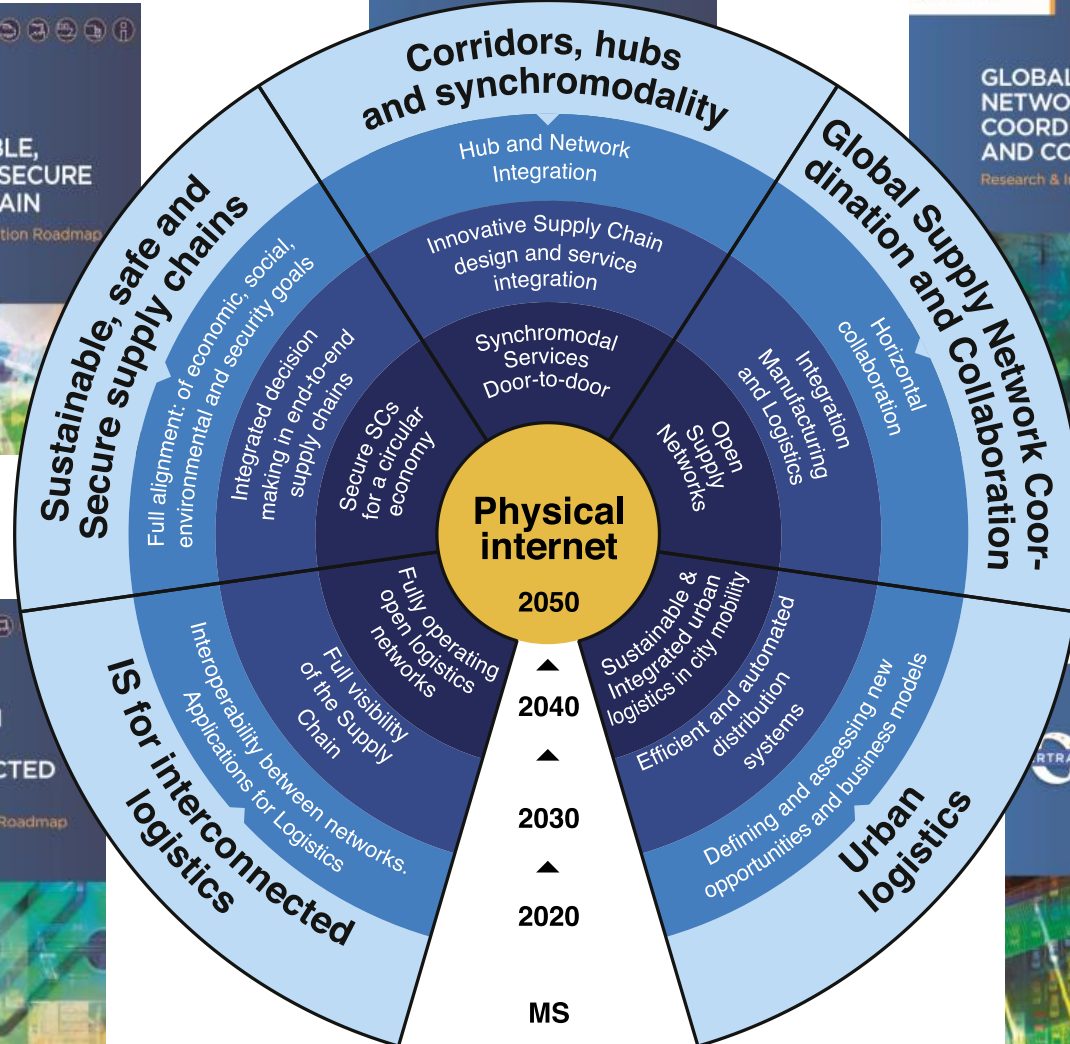 Corridors, hubs
and synchromodality
Hub and Network
Integration
Innovative Supply Chain
design and service
integration
Synchromodal
Services
Door-to-door
Global Supply Network Coor-
dination and Collaboration
Horizontal
collaboration
Integration
Manufacturing
and Logistics
Open
Supply
Networks
Urban
logistics
Defining and assessing new
opportunities and business models
Efficient and automated
distribution
systems
Sustainable &
Integrated urban
logistics in city mobility
IS for interconnected
logistics
Interoperability between networks.
Applications for Logistics
Full visibility
of the Supply
Chain
Fully operating
open logistics
networks
Sustainable, safe and
Secure supply chains
Full alignment: of economic, social,
environmental and security goals
Integrated decision
making in end-to-end
supply chains
Secure SCs
for a circular
economy
Physical
internet
2050
2040
2030
2020
MS
BLE,
SECURE
AIN
tion Roadmap
GLOBAL
NETWO
COORD
AND CO
Research & I
CTED
Roadmap
RTRA